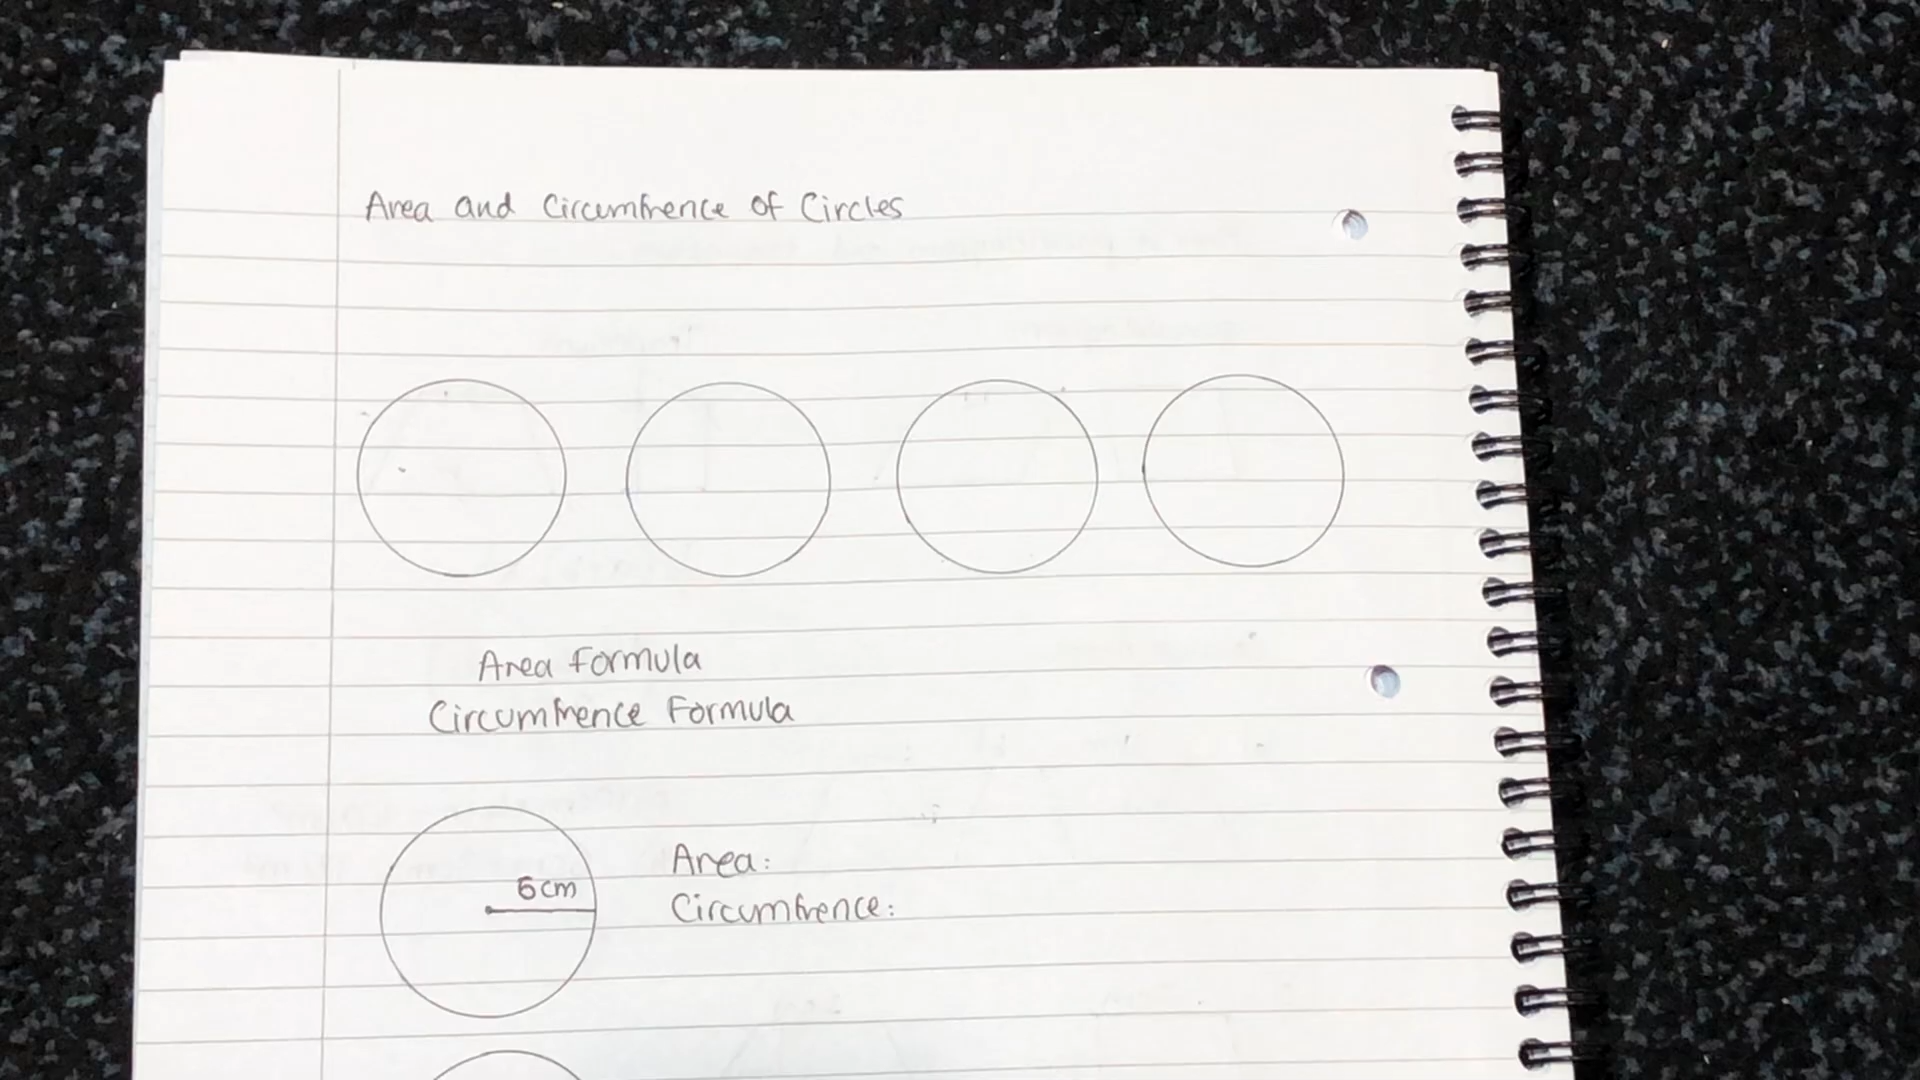 Area and Circumfrence of Circles
Area Formula
Circumfrence Formula
6cm
Area:
Circumfrence: